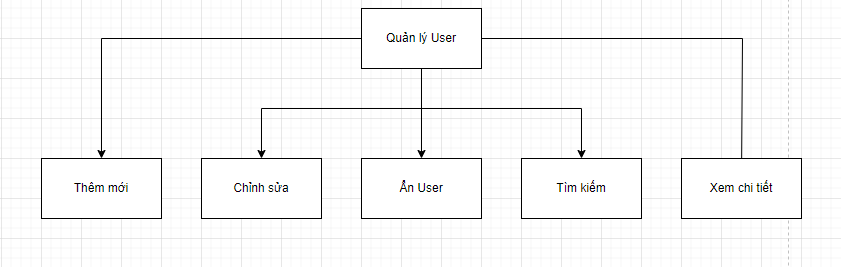 Quản lý User
Thêm mới
Chỉnh sửa
Ẩn User
Tìm kiếm
Xem chi tiết